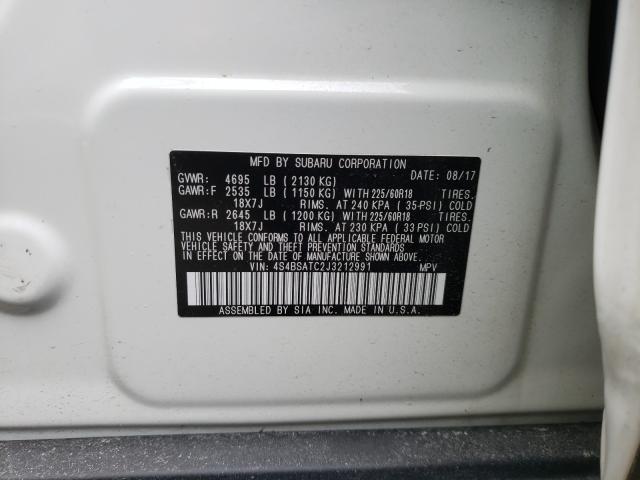 MFD BY SUBARU CORPORATION
GVWR: 4695 LB (2130 KG) DATE: 08/17
GAWR:F 2535 LB (1150 KG) WITH 225/60R18 TIRES.
18X7J RIMS. AT 240 KPA (35-PSI) COLD
GAWR:R 2645 LB (1200 KG) WITH 225/60R18 TIRES.
18X7J RIMS. AT 230 KPA (33 PSI) COLD
THIS VEHICLE CONFORMS TO ALL APPLICABLE FEDERAL MOTOR
VEHICLE SAFETY AND THEFT PREVENTION STANDARDS
IN EFFECT ON THE DATE OF MANUFACTURE SHOWN ABOVE.
VIN: 4S4BSATC2J3212991 MPV
ASSEMBLED BY SIA INC. MADE IN U.S.A.